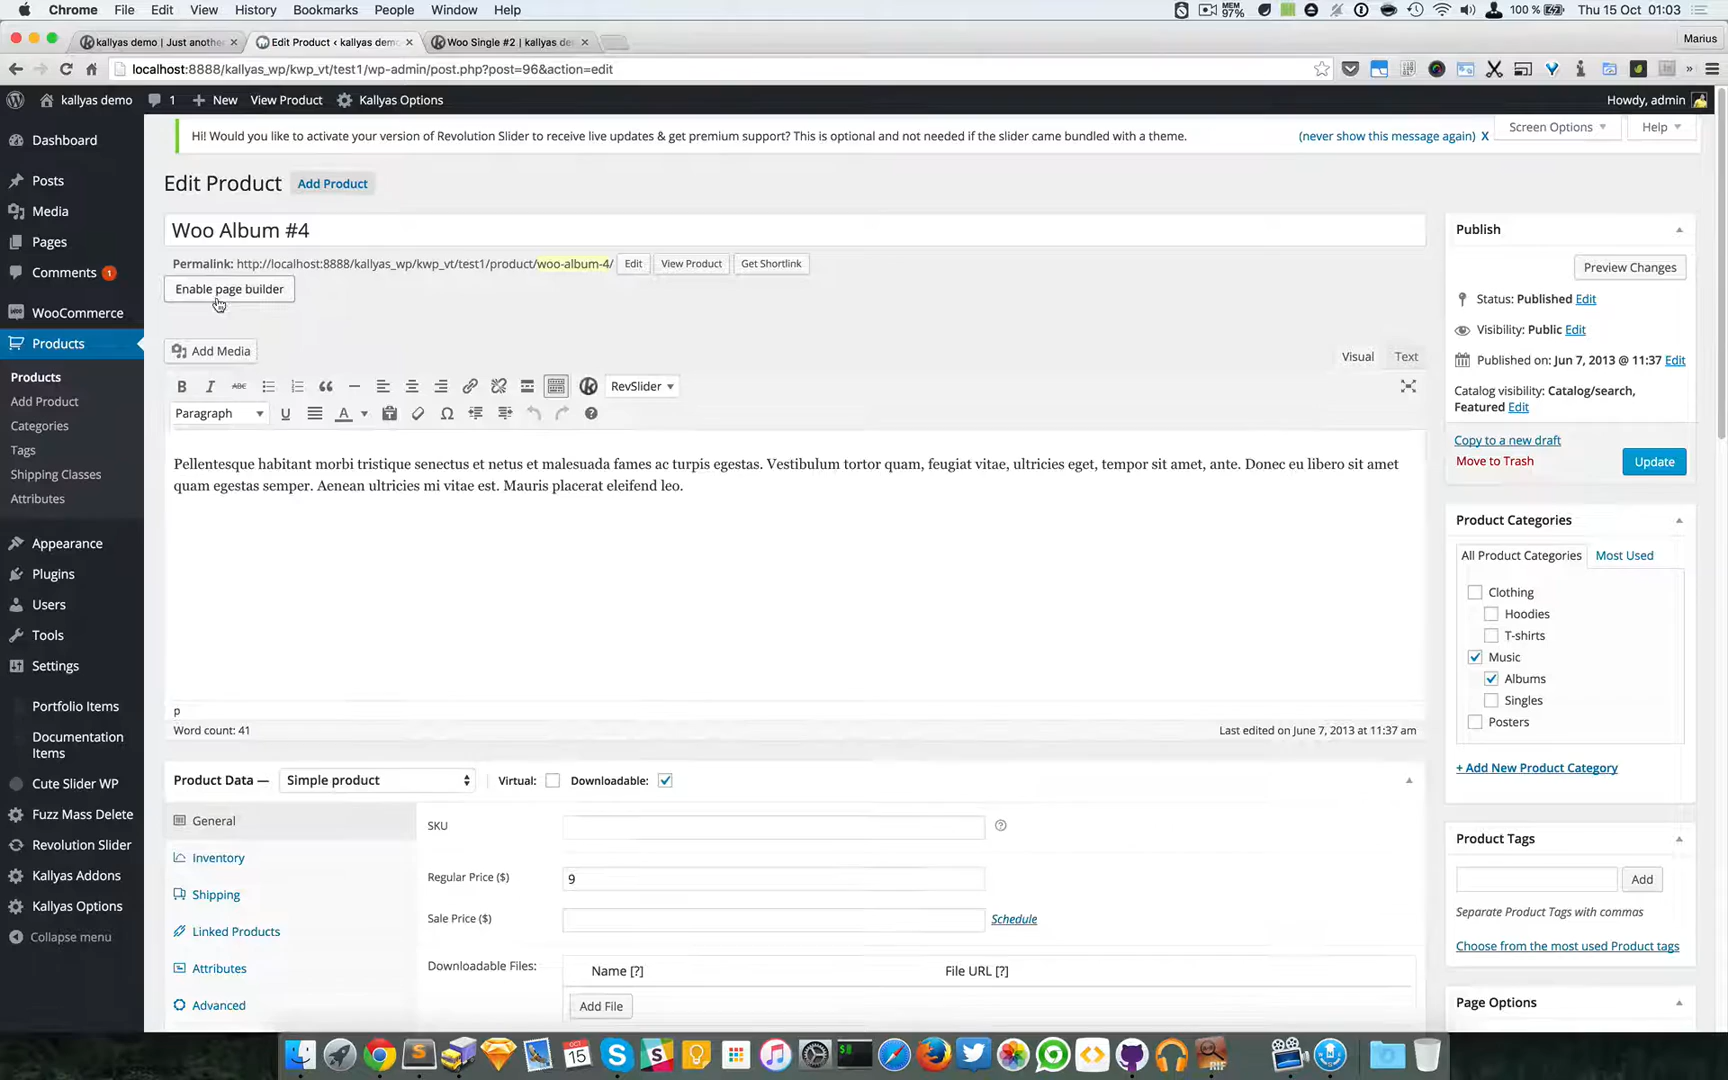 Chrome File Edit View History Bookmarks People Window Help
MEM 97% 100 % Thu 15 Oct 01:03
kallyas demo | Just anothe Edit Product ‹ kallyas demo Woo Single #2 | kallyas de Marius
localhost:8888/kallyas_wp/kwp_vt/test1/wp-admin/post.php?post=96&action=edit
kallyas demo 1 + New View Product Kallyas Options Howdy, admin
Hi! Would you like to activate your version of Revolution Slider to receive live updates & get premium support? This is optional and not needed if the slider came bundled with a theme. (never show this message again) X
Screen Options Help
Dashboard
Posts
Media
Pages
Comments 1
WooCommerce
Products
Products
Add Product
Categories
Tags
Shipping Classes
Attributes
Appearance
Plugins
Users
Tools
Settings
Portfolio Items
Documentation
Items
Cute Slider WP
Fuzz Mass Delete
Revolution Slider
Kallyas Addons
Kallyas Options
Collapse menu
Edit Product Add Product
Woo Album #4
Permalink: http://localhost:8888/kallyas_wp/kwp_vt/test1/product/woo-album-4/ Edit View Product Get Shortlink
Enable page builder
Add Media Visual Text
B I ABC RevSlider
Paragraph U A Ω
Pellentesque habitant morbi tristique senectus et netus et malesuada fames ac turpis egestas. Vestibulum tortor quam, feugiat vitae, ultricies eget, tempor sit amet, ante. Donec eu libero sit amet
quam egestas semper. Aenean ultricies mi vitae est. Mauris placerat eleifend leo.
p
Word count: 41 Last edited on June 7, 2013 at 11:37 am
Product Data — Simple product Virtual: Downloadable:
General
Inventory
Shipping
Linked Products
Attributes
Advanced
SKU
Regular Price ($) 9
Sale Price ($) Schedule
Downloadable Files: Name [?] File URL [?]
Add File
Publish
Preview Changes
Status: Published Edit
Visibility: Public Edit
Published on: Jun 7, 2013 @ 11:37 Edit
Catalog visibility: Catalog/search,
Featured Edit
Copy to a new draft
Move to Trash Update
Product Categories
All Product Categories Most Used
Clothing
Hoodies
T-shirts
Music
Albums
Singles
Posters
+ Add New Product Category
Product Tags
Add
Separate Product Tags with commas
Choose from the most used Product tags
Page Options